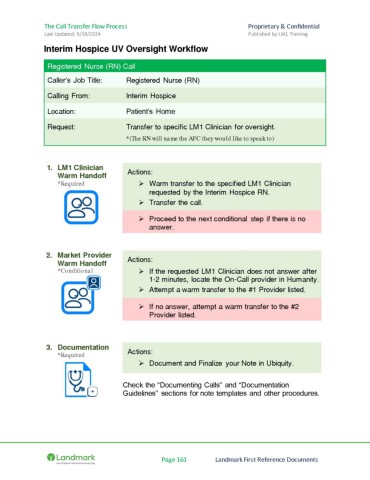 The Call Transfer Flow Process Proprietary & Confidential
Last Updated: 5/29/2024 Published by LM1 Training
Interim Hospice UV Oversight Workflow
Registered Nurse (RN) Call
Caller's Job Title: Registered Nurse (RN)
Calling From: Interim Hospice
Location: Patient's Home
Request: Transfer to specific LM1 Clinician for oversight.
*(The RN will name the APC they would like to speak to)
1. LM1 Clinician
Warm Handoff
*Required
Actions:
➢ Warm transfer to the specified LM1 Clinician
requested by the Interim Hospice RN.
➢ Transfer the call.
➢ Proceed to the next conditional step if there is no
answer.
2. Market Provider
Warm Handoff
*Conditional
Actions:
➢ If the requested LM1 Clinician does not answer after
1-2 minutes, locate the On-Call provider in Humanity.
➢ Attempt a warm transfer to the #1 Provider listed.
➢ If no answer, attempt a warm transfer to the #2
Provider listed.
3. Documentation
*Required
Actions:
➢ Document and Finalize your Note in Ubiquity.
Check the "Documenting Calls" and "Documentation
Guidelines" sections for note templates and other procedures.
Landmark
Page 161 Landmark First Reference Documents